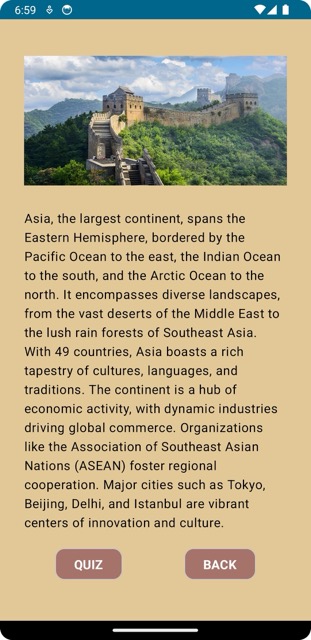 6:59
Asia, the largest continent, spans the
Eastern Hemisphere, bordered by the
Pacific Ocean to the east, the Indian Ocean
to the south, and the Arctic Ocean to the
north. It encompasses diverse landscapes,
from the vast deserts of the Middle East to
the lush rain forests of Southeast Asia.
With 49 countries, Asia boasts a rich
tapestry of cultures, languages, and
traditions. The continent is a hub of
economic activity, with dynamic industries
driving global commerce. Organizations
like the Association of Southeast Asian
Nations (ASEAN) foster regional
cooperation. Major cities such as Tokyo,
Beijing, Delhi, and Istanbul are vibrant
centers of innovation and culture.
QUIZ BACK